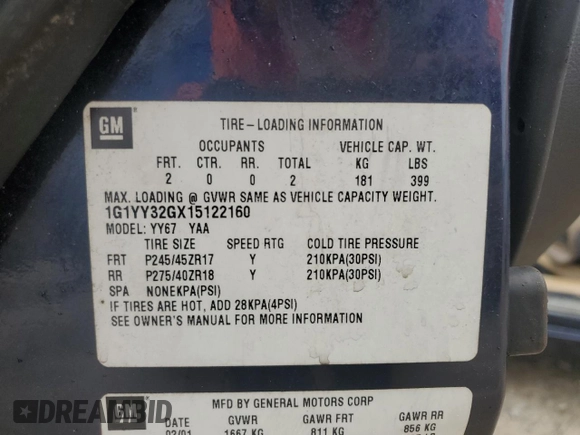 GM
TIRE-LOADING INFORMATION
OCCUPANTS VEHICLE CAP. WT.
FRT. CTR. RR. TOTAL KG LBS
2 0 0 2 181 399
MAX. LOADING @ GVWR SAME AS VEHICLE CAPACITY WEIGHT.
1G1YY32GX15122160
MODEL: YY67 YAA
TIRE SIZE SPEED RTG COLD TIRE PRESSURE
FRT P245/45ZR17 Y 210KPA(30PSI)
RR P275/40ZR18 Y 210KPA(30PSI)
SPA NONEKPA(PSI)
IF TIRES ARE HOT, ADD 28KPA(4PSI)
SEE OWNER'S MANUAL FOR MORE INFORMATION
GM
MFD BY GENERAL MOTORS CORP
DATE GVWR GAWR FRT GAWR RR
02/01 1667 KG 811 KG 856 KG
DREAMBID